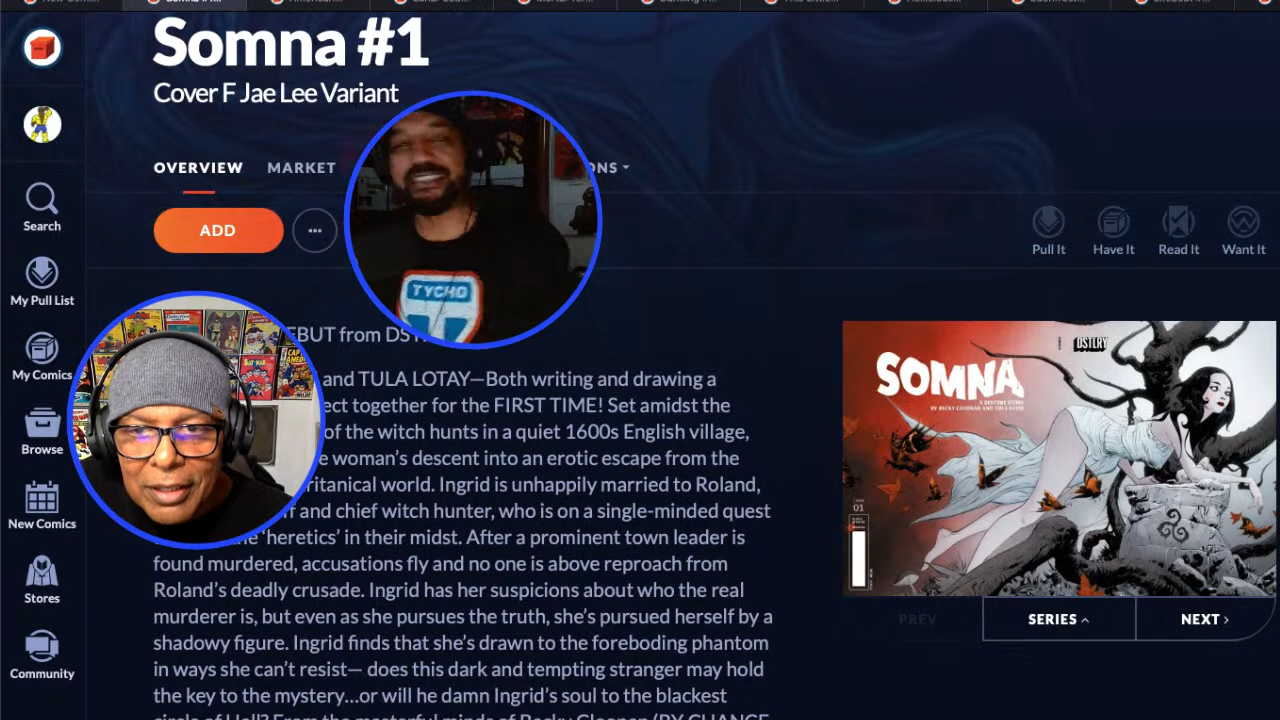 Somna #1
Cover F Jae Lee Variant
OVERVIEW MARKET
ONS
ADD
Search
My Pull List
My Comics
Browse
New Comics
Stores
Community
Pull It Have It Read It Want It
TYCHO
EBUT from
and TULA LOTAY—Both writing and drawing a
ect together for the FIRST TIME! Set amidst the
of the witch hunts in a quiet 1600s English village,
woman's descent into an erotic escape from the
ritanical world. Ingrid is unhappily married to Roland,
and chief witch hunter, who is on a single-minded quest
'heretics' in their midst. After a prominent town leader is
found murdered, accusations fly and no one is above reproach from
Roland's deadly crusade. Ingrid has her suspicions about who the real
murderer is, but even as she pursues the truth, she's pursued herself by a
shadowy figure. Ingrid finds that she's drawn to the foreboding phantom
in ways she can't resist— does this dark and tempting stranger may hold
the key to the mystery...or will he damn Ingrid's soul to the blackest
DSTLRY
SOMNA
A BEDTIME STORY
BY BECKY CLOONAN AND TULA LOTAY
01
PREV SERIES NEXT